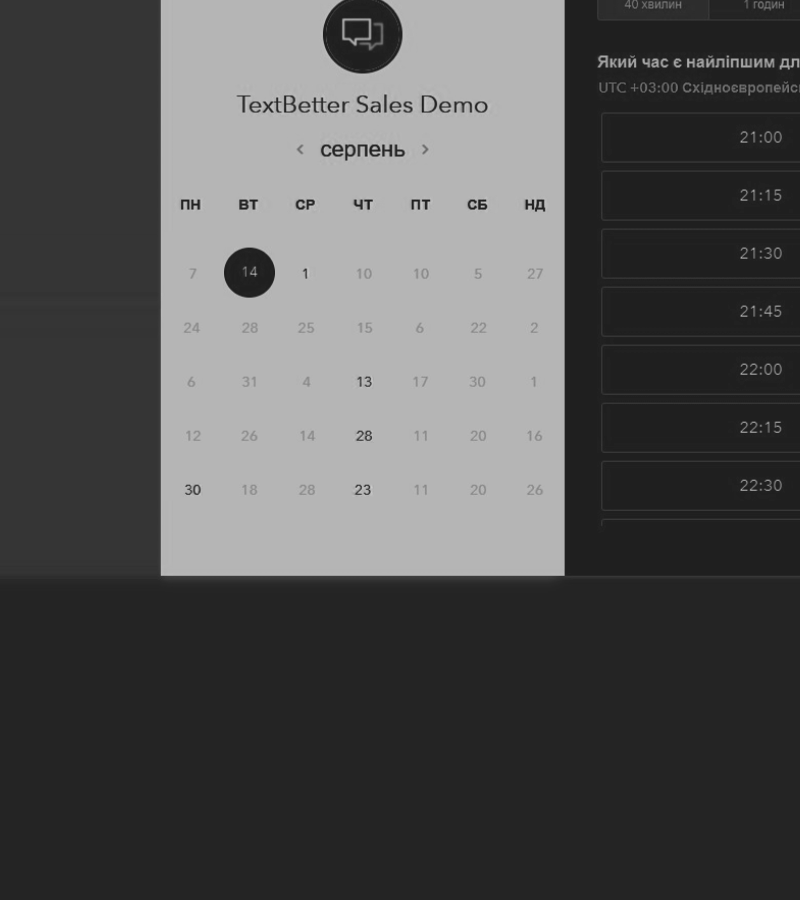 TextBetter Sales Demo
‹ серпень ›
ПН ВТ СР ЧТ ПТ СБ НД
7 14 1 10 10 5 27
24 28 25 15 6 22 2
6 31 4 13 17 30 1
12 26 14 28 11 20 16
30 18 28 23 11 20 26
40 хвилин 1 годин
Який час є найліпшим
UTC +03:00
21:00
21:15
21:30
21:45
22:00
22:15
22:30